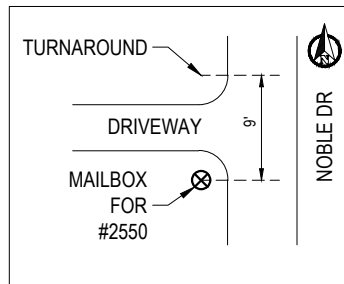 TURNAROUND
N
DRIVEWAY
9'
NOBLE DR
MAILBOX
FOR
#2550